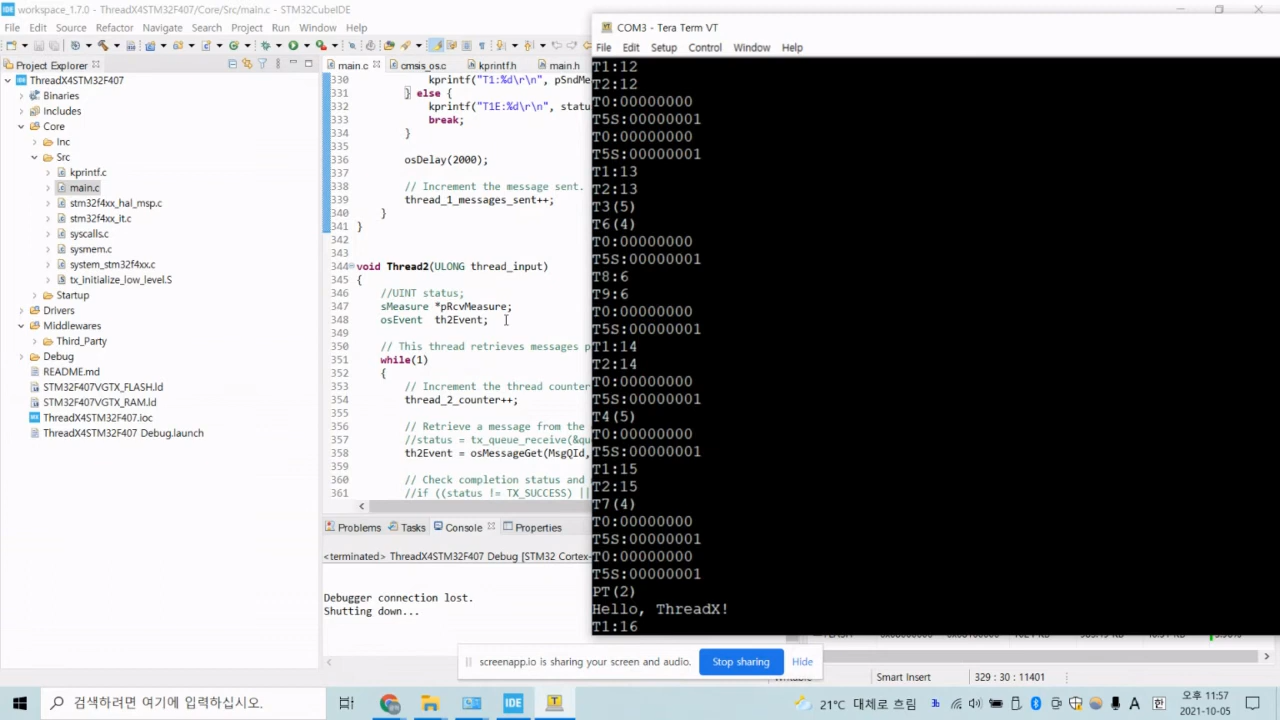 workspace_1.7.0 - ThreadX4STM32F407/Core/Src/main.c - STM32CubeIDE
File Edit Source Refactor Navigate Search Project Run Window Help
Project Explorer
ThreadX4STM32F407
Binaries
Includes
Core
Inc
Src
kprintf.c
main.c
stm32f4xx_hal_msp.c
stm32f4xx_it.c
syscalls.c
sysmem.c
system_stm32f4xx.c
tx_initialize_low_level.S
Startup
Drivers
Middlewares
Third_Party
Debug
README.md
STM32F407VGTX_FLASH.ld
STM32F407VGTX_RAM.ld
ThreadX4STM32F407.ioc
ThreadX4STM32F407 Debug.launch
main.c cmsis_os.c kprintf.h main.h
330 kprintf("T1:%d\r\n", pSndMe
331 } else {
332 kprintf("T1E:%d\r\n", statu
333 break;
334 }
335
336 osDelay(2000);
337
338 // Increment the message sent.
339 thread_1_messages_sent++;
340 }
341 }
342
343
344 void Thread2(ULONG thread_input)
345 {
346 //UINT status;
347 sMeasure *pRcvMeasure;
348 osEvent th2Event;
349
350 // This thread retrieves messages p
351 while(1)
352 {
353 // Increment the thread counter
354 thread_2_counter++;
355
356 // Retrieve a message from the
357 //status = tx_queue_receive(&qu
358 th2Event = osMessageGet(MsgQId,
359
360 // Check completion status and
361 //if ((status != TX_SUCCESS) ||
Problems Tasks Console Properties
<terminated> ThreadX4STM32F407 Debug [STM32 Cortex-
Debugger connection lost.
Shutting down...
COM3 - Tera Term VT
File Edit Setup Control Window Help
T1:12
T2:12
T0:00000000
T5S:00000001
T0:00000000
T5S:00000001
T1:13
T2:13
T3(5)
T6(4)
T0:00000000
T5S:00000001
T8:6
T9:6
T0:00000000
T5S:00000001
T1:14
T2:14
T0:00000000
T5S:00000001
T4(5)
T0:00000000
T5S:00000001
T1:15
T2:15
T7(4)
T0:00000000
T5S:00000001
T0:00000000
T5S:00000001
PT(2)
Hello, ThreadX!
T1:16
screenapp.io is sharing your screen and audio. Stop sharing Hide
Smart Insert 329 : 30 : 11401
검색하려면 여기에 입력하십시오.
IDE
21°C 대체로 흐림
A 한
오후 11:57
2021-10-05